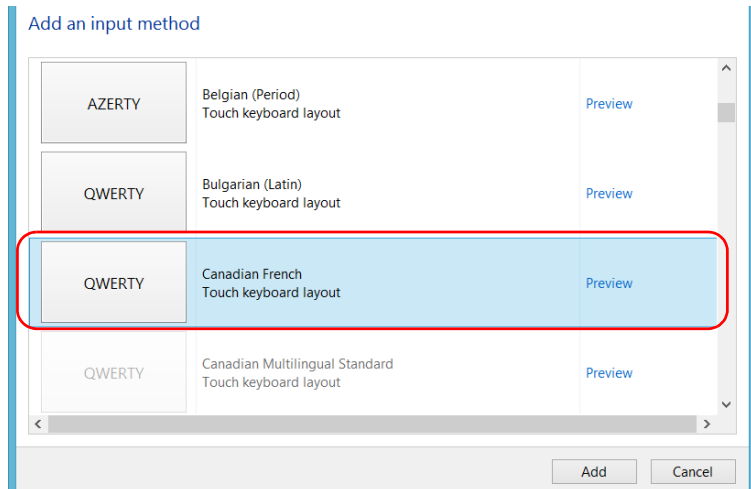 Add an input method
AZERTY
Belgian (Period)
Touch keyboard layout
Preview
QWERTY
Bulgarian (Latin)
Touch keyboard layout
Preview
QWERTY
Canadian French
Touch keyboard layout
Preview
QWERTY
Canadian Multilingual Standard
Touch keyboard layout
Preview
Add
Cancel